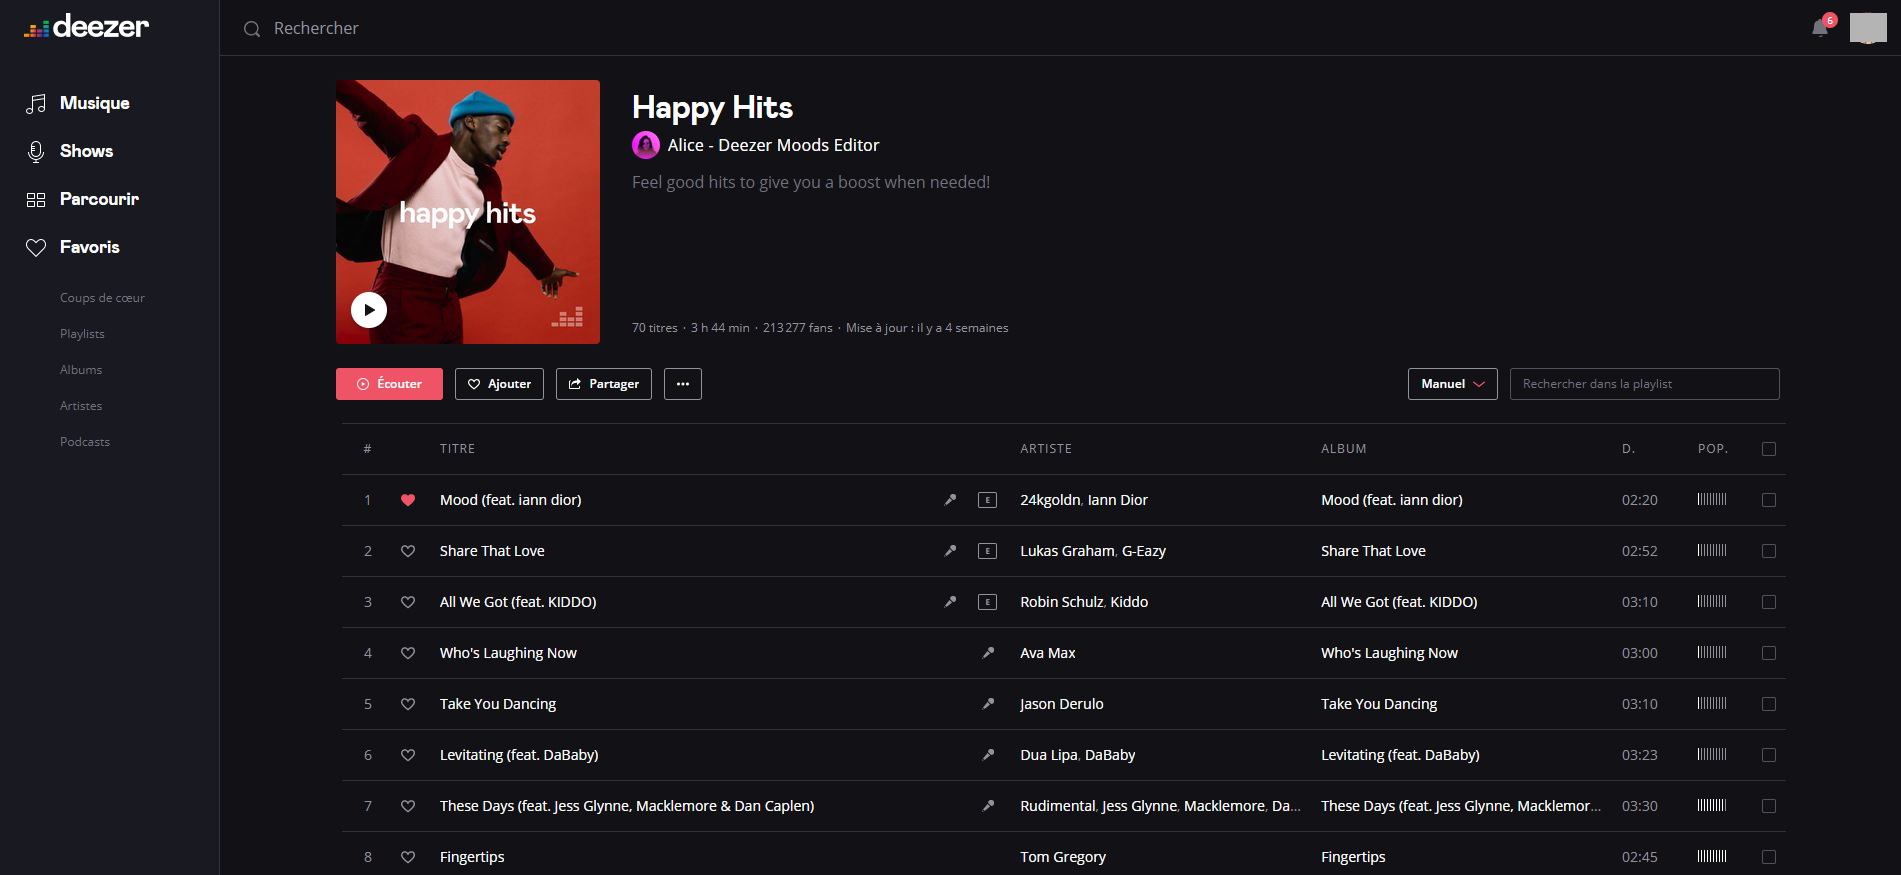 deezer
Rechercher
6
Musique
Shows
Parcourir
Favoris
Coups de cœur
Playlists
Albums
Artistes
Podcasts
happy hits
Happy Hits
Alice - Deezer Moods Editor
Feel good hits to give you a boost when needed!
70 titres · 3 h 44 min · 213 277 fans · Mise à jour : il y a 4 semaines
Écouter Ajouter Partager ... Manuel Rechercher dans la playlist
# TITRE ARTISTE ALBUM D. POP.
1 Mood (feat. iann dior) E 24kgoldn, Iann Dior Mood (feat. iann dior) 02:20
2 Share That Love E Lukas Graham, G-Eazy Share That Love 02:52
3 All We Got (feat. KIDDO) E Robin Schulz, Kiddo All We Got (feat. KIDDO) 03:10
4 Who's Laughing Now Ava Max Who's Laughing Now 03:00
5 Take You Dancing Jason Derulo Take You Dancing 03:10
6 Levitating (feat. DaBaby) Dua Lipa, DaBaby Levitating (feat. DaBaby) 03:23
7 These Days (feat. Jess Glynne, Macklemore & Dan Caplen) Rudimental, Jess Glynne, Macklemore, Da... These Days (feat. Jess Glynne, Macklemor... 03:30
8 Fingertips Tom Gregory Fingertips 02:45